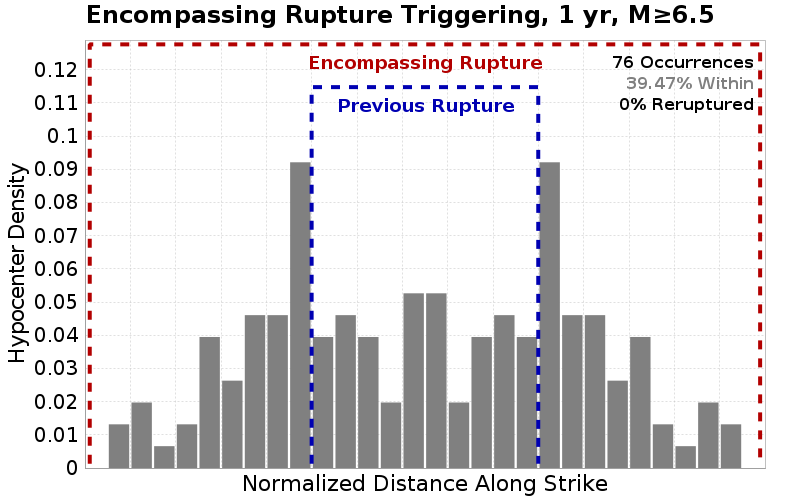 Encompassing Rupture Triggering, 1 yr, M≥6.5
Encompassing Rupture
Previous Rupture
76 Occurrences
39.47% Within
0% Reruptured
Hypocenter Density
0.12
0.11
0.1
0.09
0.08
0.07
0.06
0.05
0.04
0.03
0.02
0.01
0
Normalized Distance Along Strike